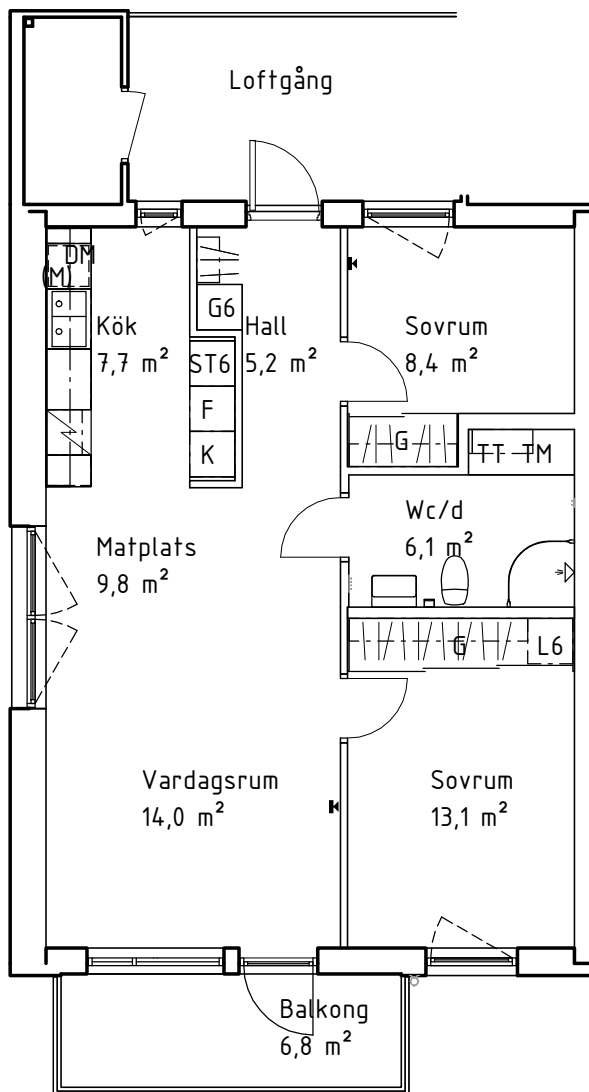 Loftgång
DM
(M)
G6
Kök
7,7 m²
Hall
5,2 m²
Sovrum
8,4 m²
ST6
F
K
G
TT TM
Wc/d
6,1 m²
Matplats
9,8 m²
G
L6
Vardagsrum
14,0 m²
Sovrum
13,1 m²
Balkong
6,8 m²